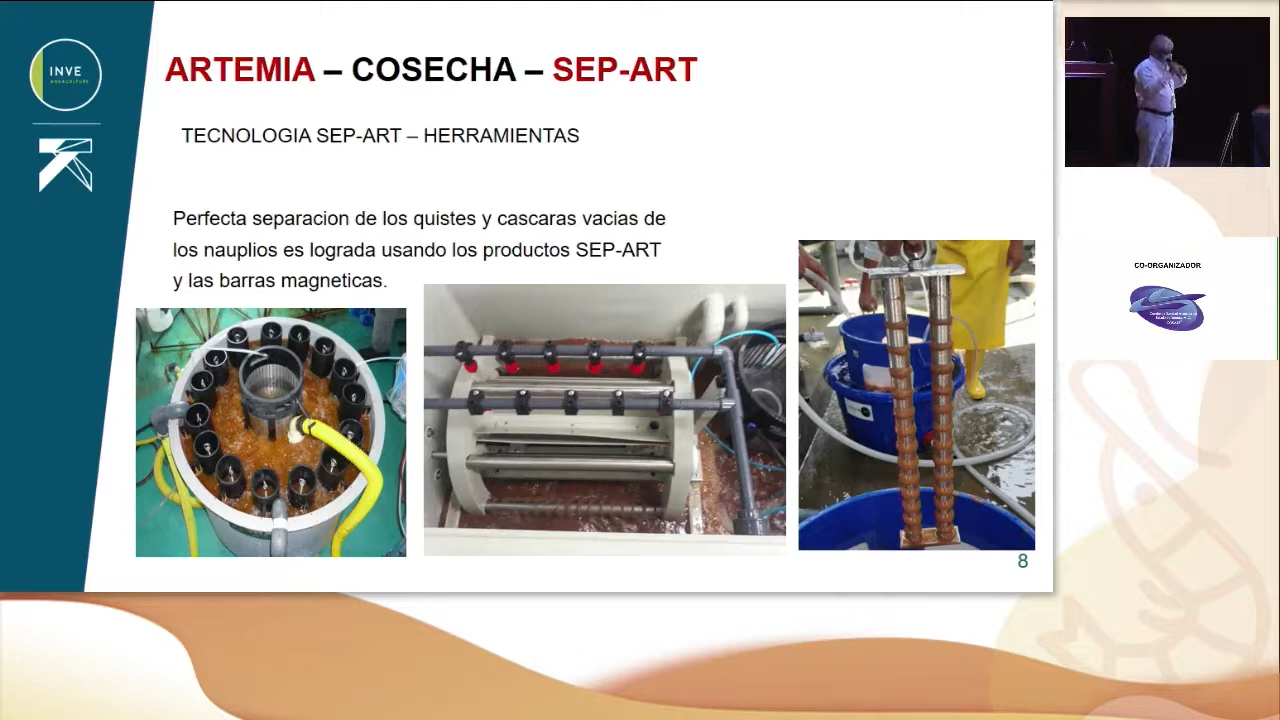 INVE
AQUACULTURE
ARTEMIA – COSECHA – SEP-ART
TECNOLOGIA SEP-ART – HERRAMIENTAS
Perfecta separacion de los quistes y cascaras vacias de
los nauplios es lograda usando los productos SEP-ART
y las barras magneticas.
8
CO-ORGANIZADOR